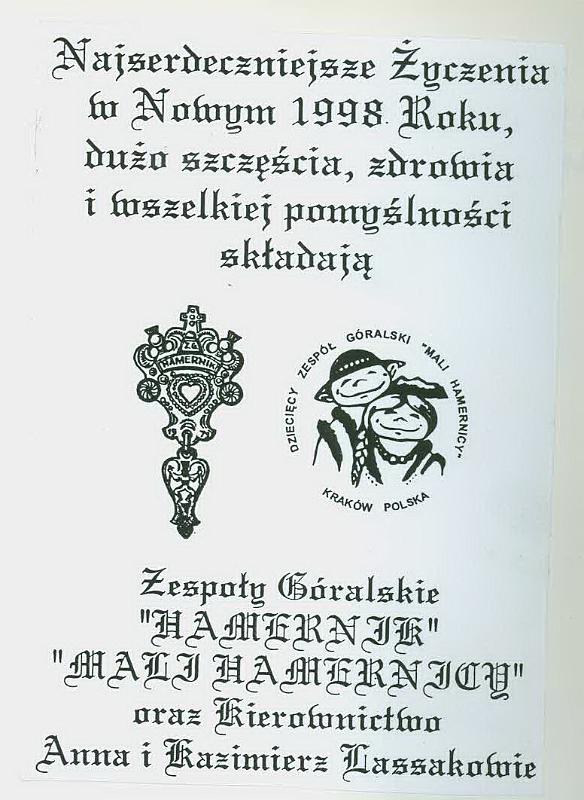 Najserdeczniejsze Życzenia
w Nowym 1998 Roku,
dużo szczęścia, zdrowia
i wszelkiej pomyślności
składają
Z.G.
HAMERNIK
DZIECIĘCY ZESPÓŁ GÓRALSKI "MALI HAMERNICY"
KRAKÓW POLSKA
Zespoły Góralskie
"HAMERNIK"
"MALI HAMERNICY"
oraz Kierownictwo
Anna i Kazimierz Lassakowie